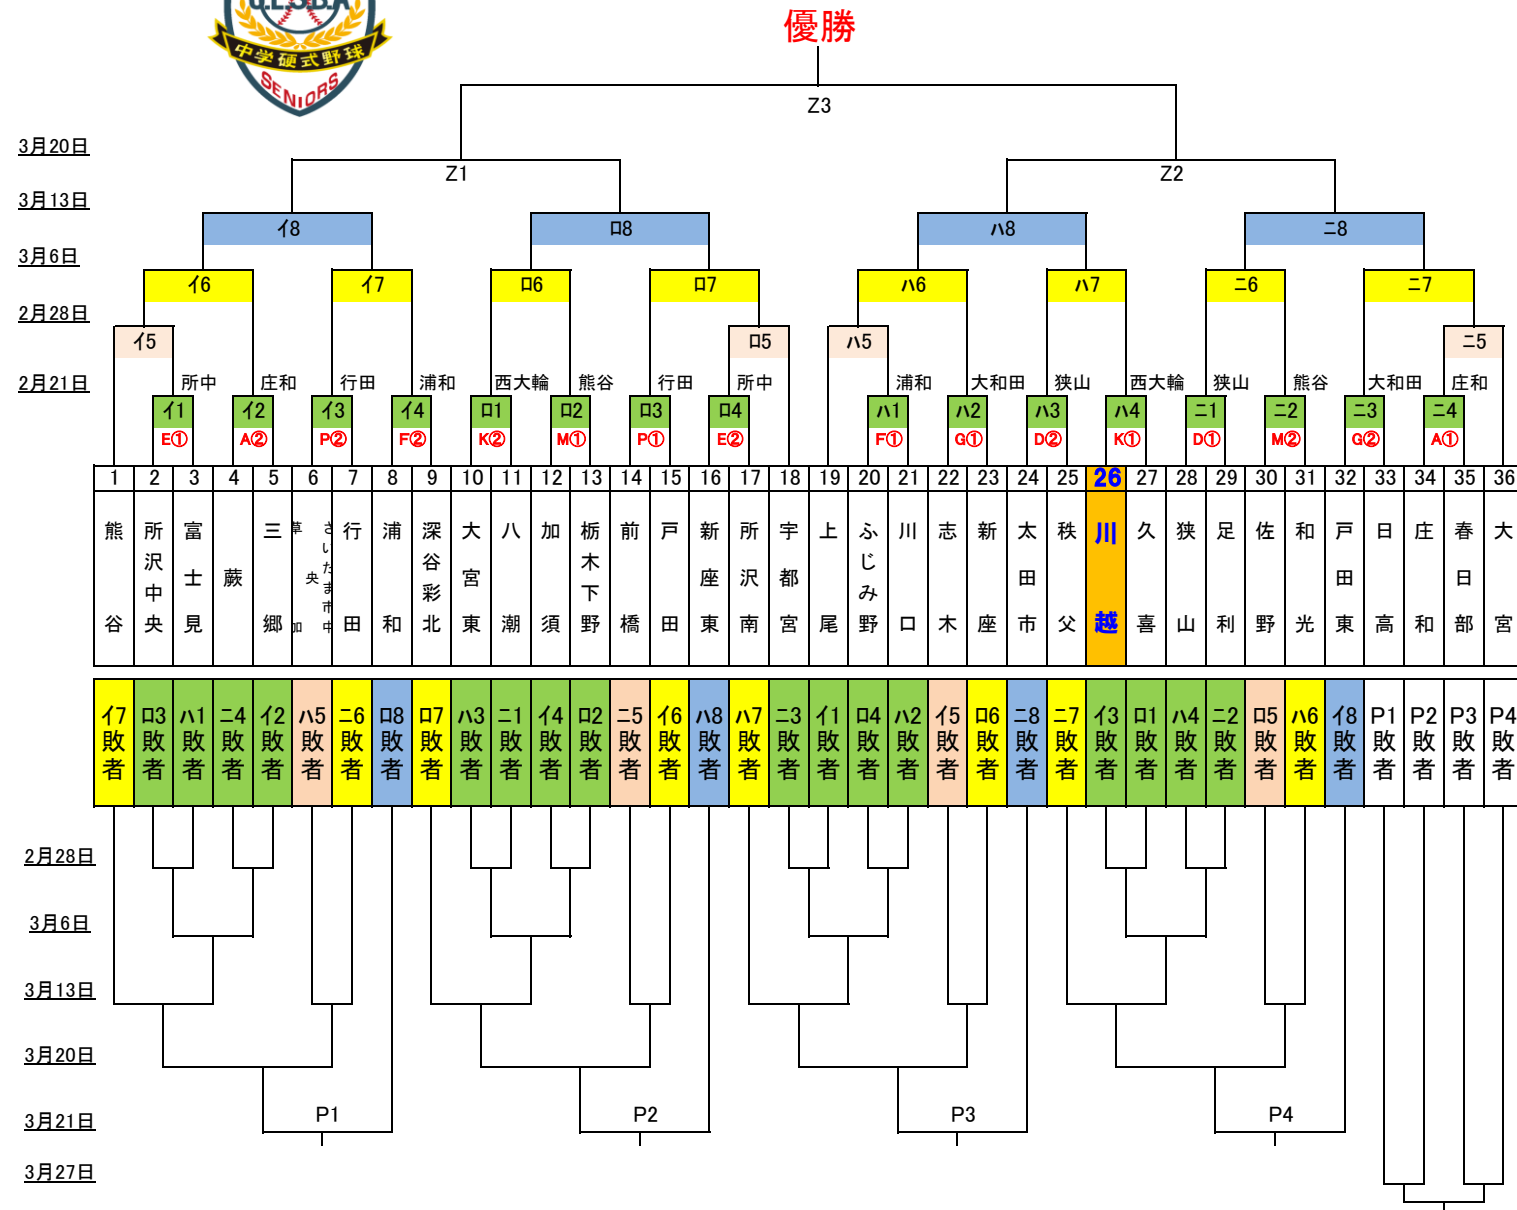 U.L.S.B.A
中学硬式野球
SENIORS
優勝
Z3
3月20日
Z1 Z2
3月13日
イ8 ロ8 ハ8 ニ8
3月6日
イ6 イ7 ロ6 ロ7 ハ6 ハ7 ニ6 ニ7
2月28日
イ5 ロ5 ハ5 ニ5
2月21日 所中 庄和 行田 浦和 西大輪 熊谷 行田 所中 浦和 大和田 狭山 西大輪 狭山 熊谷 大和田 庄和
イ1 イ2 イ3 イ4 ロ1 ロ2 ロ3 ロ4 ハ1 ハ2 ハ3 ハ4 ニ1 ニ2 ニ3 ニ4
E① A② P② F② K② M① P① E② F① G① D② K① D① M② G② A①
1 2 3 4 5 6 7 8 9 10 11 12 13 14 15 16 17 18 19 20 21 22 23 24 25 26 27 28 29 30 31 32 33 34 35 36
熊谷
所沢中央
富士見
蕨
三郷
さいたま市中央
草加
行田
浦和
深谷彩北
大宮東
八潮
加須
栃木下野
前橋
戸田
新座東
所沢南
宇都宮
上尾
ふじみ野
川口
志木
新座
太田市
秩父
川越
久喜
狭山
足利
佐野
和光
戸田東
日高
庄和
春日部
大宮
イ7敗者
ロ3敗者
ハ1敗者
ニ4敗者
イ2敗者
ハ5敗者
ニ6敗者
ロ8敗者
ロ7敗者
ハ3敗者
ニ1敗者
イ4敗者
ロ2敗者
ニ5敗者
イ6敗者
ハ8敗者
ハ7敗者
ニ3敗者
イ1敗者
ロ4敗者
ハ2敗者
イ5敗者
ロ6敗者
ニ8敗者
ニ7敗者
イ3敗者
ロ1敗者
ハ4敗者
ニ2敗者
ロ5敗者
ハ6敗者
イ8敗者
P1敗者
P2敗者
P3敗者
P4敗者
2月28日
3月6日
3月13日
3月20日
P1 P2 P3 P4
3月21日
3月27日